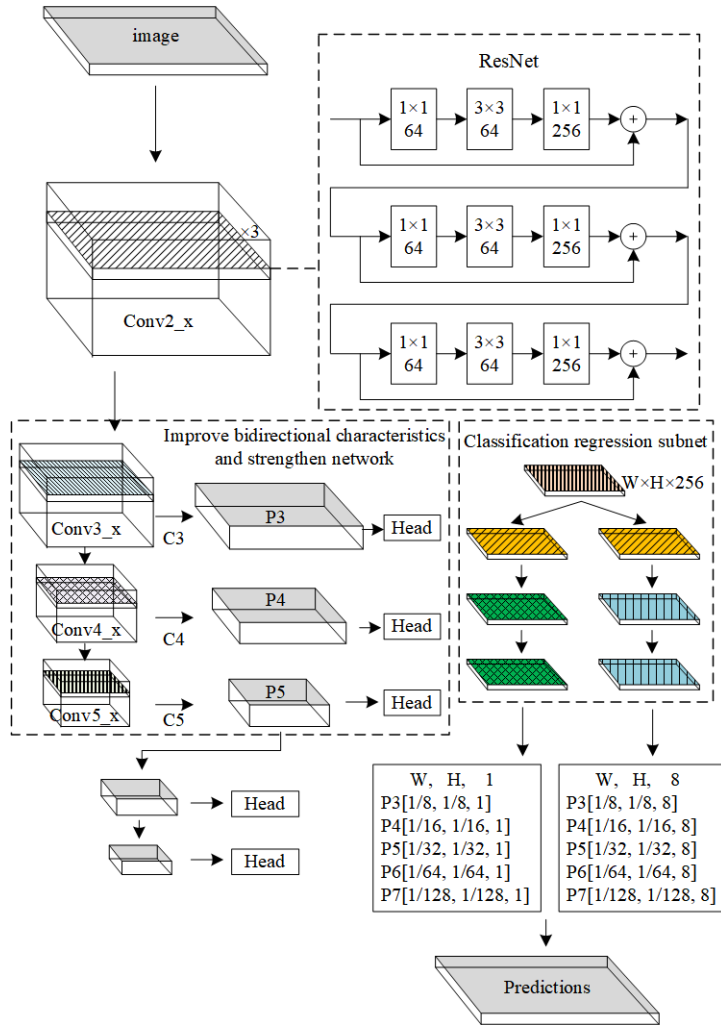 image
ResNet
1×1
64
3×3
64
1×1
256
+
1×1
64
3×3
64
1×1
256
+
1×1
64
3×3
64
1×1
256
+
×3
Conv2_x
Improve bidirectional characteristics
and strengthen network
Conv3_x
C3
P3
Head
Conv4_x
C4
P4
Head
Conv5_x
C5
P5
Head
Head
Head
Classification regression subnet
W×H×256
W, H, 1
P3[1/8, 1/8, 1]
P4[1/16, 1/16, 1]
P5[1/32, 1/32, 1]
P6[1/64, 1/64, 1]
P7[1/128, 1/128, 1]
W, H, 8
P3[1/8, 1/8, 8]
P4[1/16, 1/16, 8]
P5[1/32, 1/32, 8]
P6[1/64, 1/64, 8]
P7[1/128, 1/128, 8]
Predictions